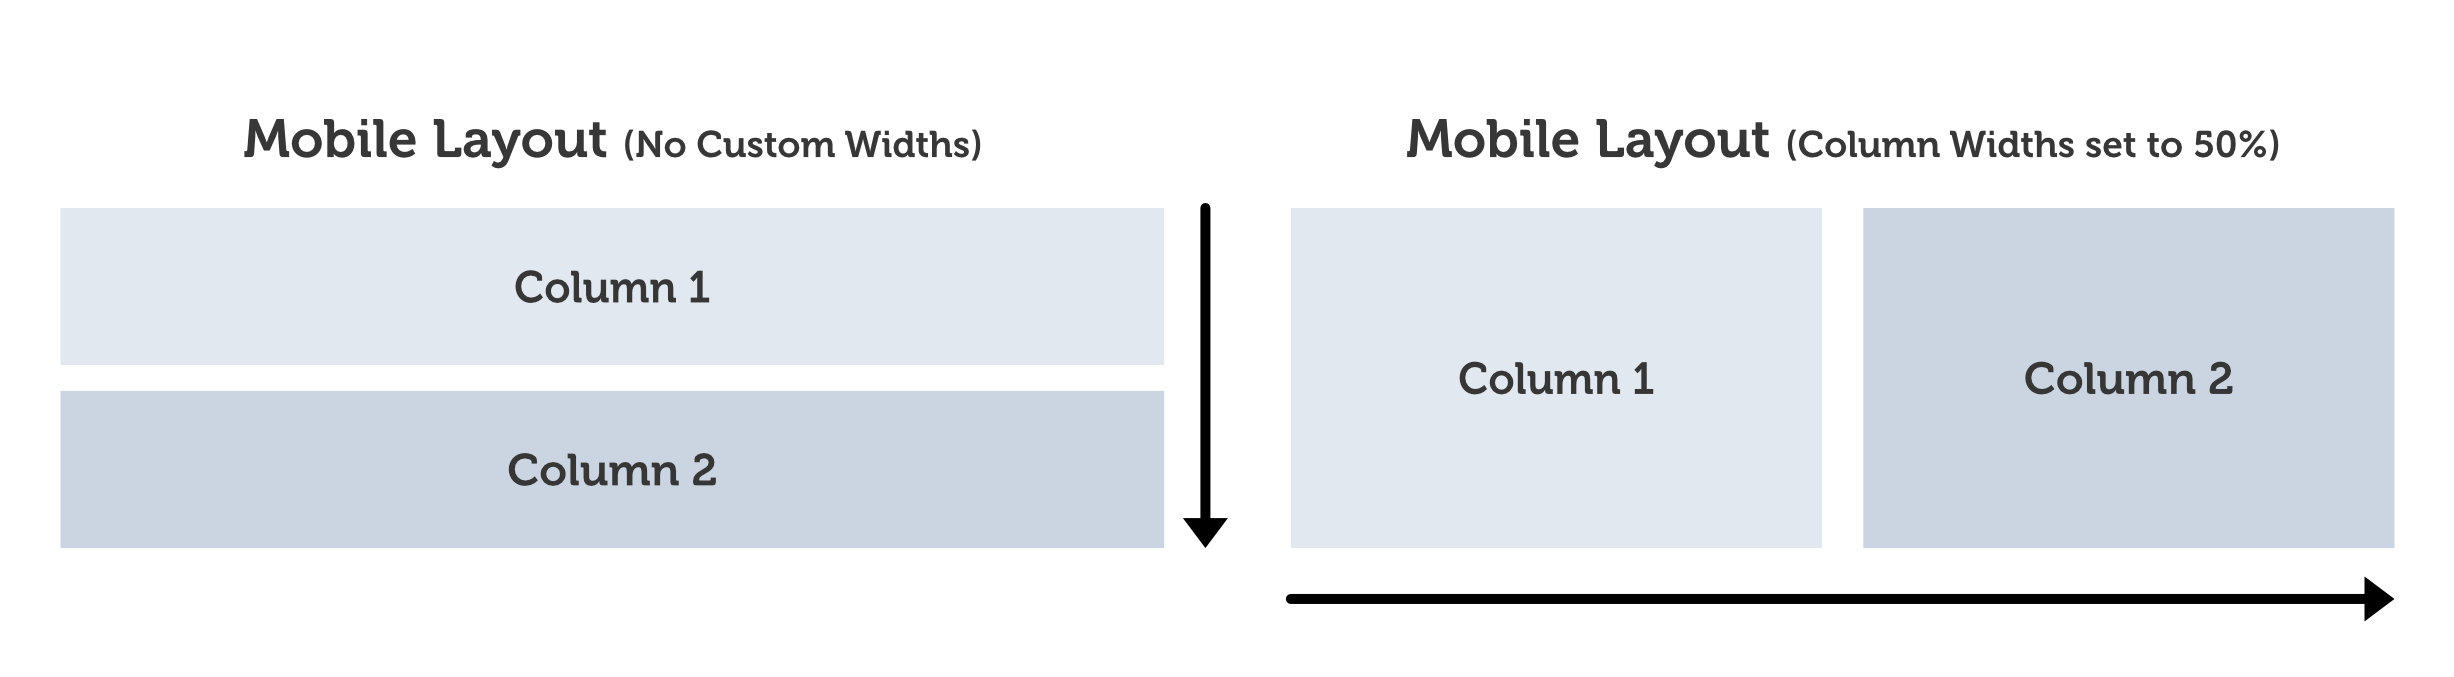 Mobile Layout (No Custom Widths)
Column 1
Column 2
Mobile Layout (Column Widths set to 50%)
Column 1
Column 2